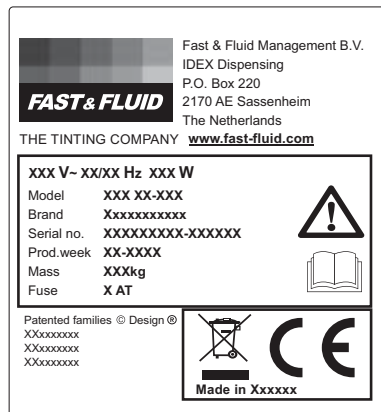 Fast & Fluid Management B.V.
IDEX Dispensing
P.O. Box 220
2170 AE Sassenheim
The Netherlands
FAST & FLUID
THE TINTING COMPANY www.fast-fluid.com
XXX V~ XX/XX Hz XXX W
Model XXX XX-XXX
Brand Xxxxxxxxxxx
Serial no. XXXXXXXXX-XXXXXX
Prod.week XX-XXXX
Mass XXXkg
Fuse X AT
Patented families © Design ®
XXxxxxxxx
XXxxxxxxx
XXxxxxxxx
CE
Made in Xxxxxx